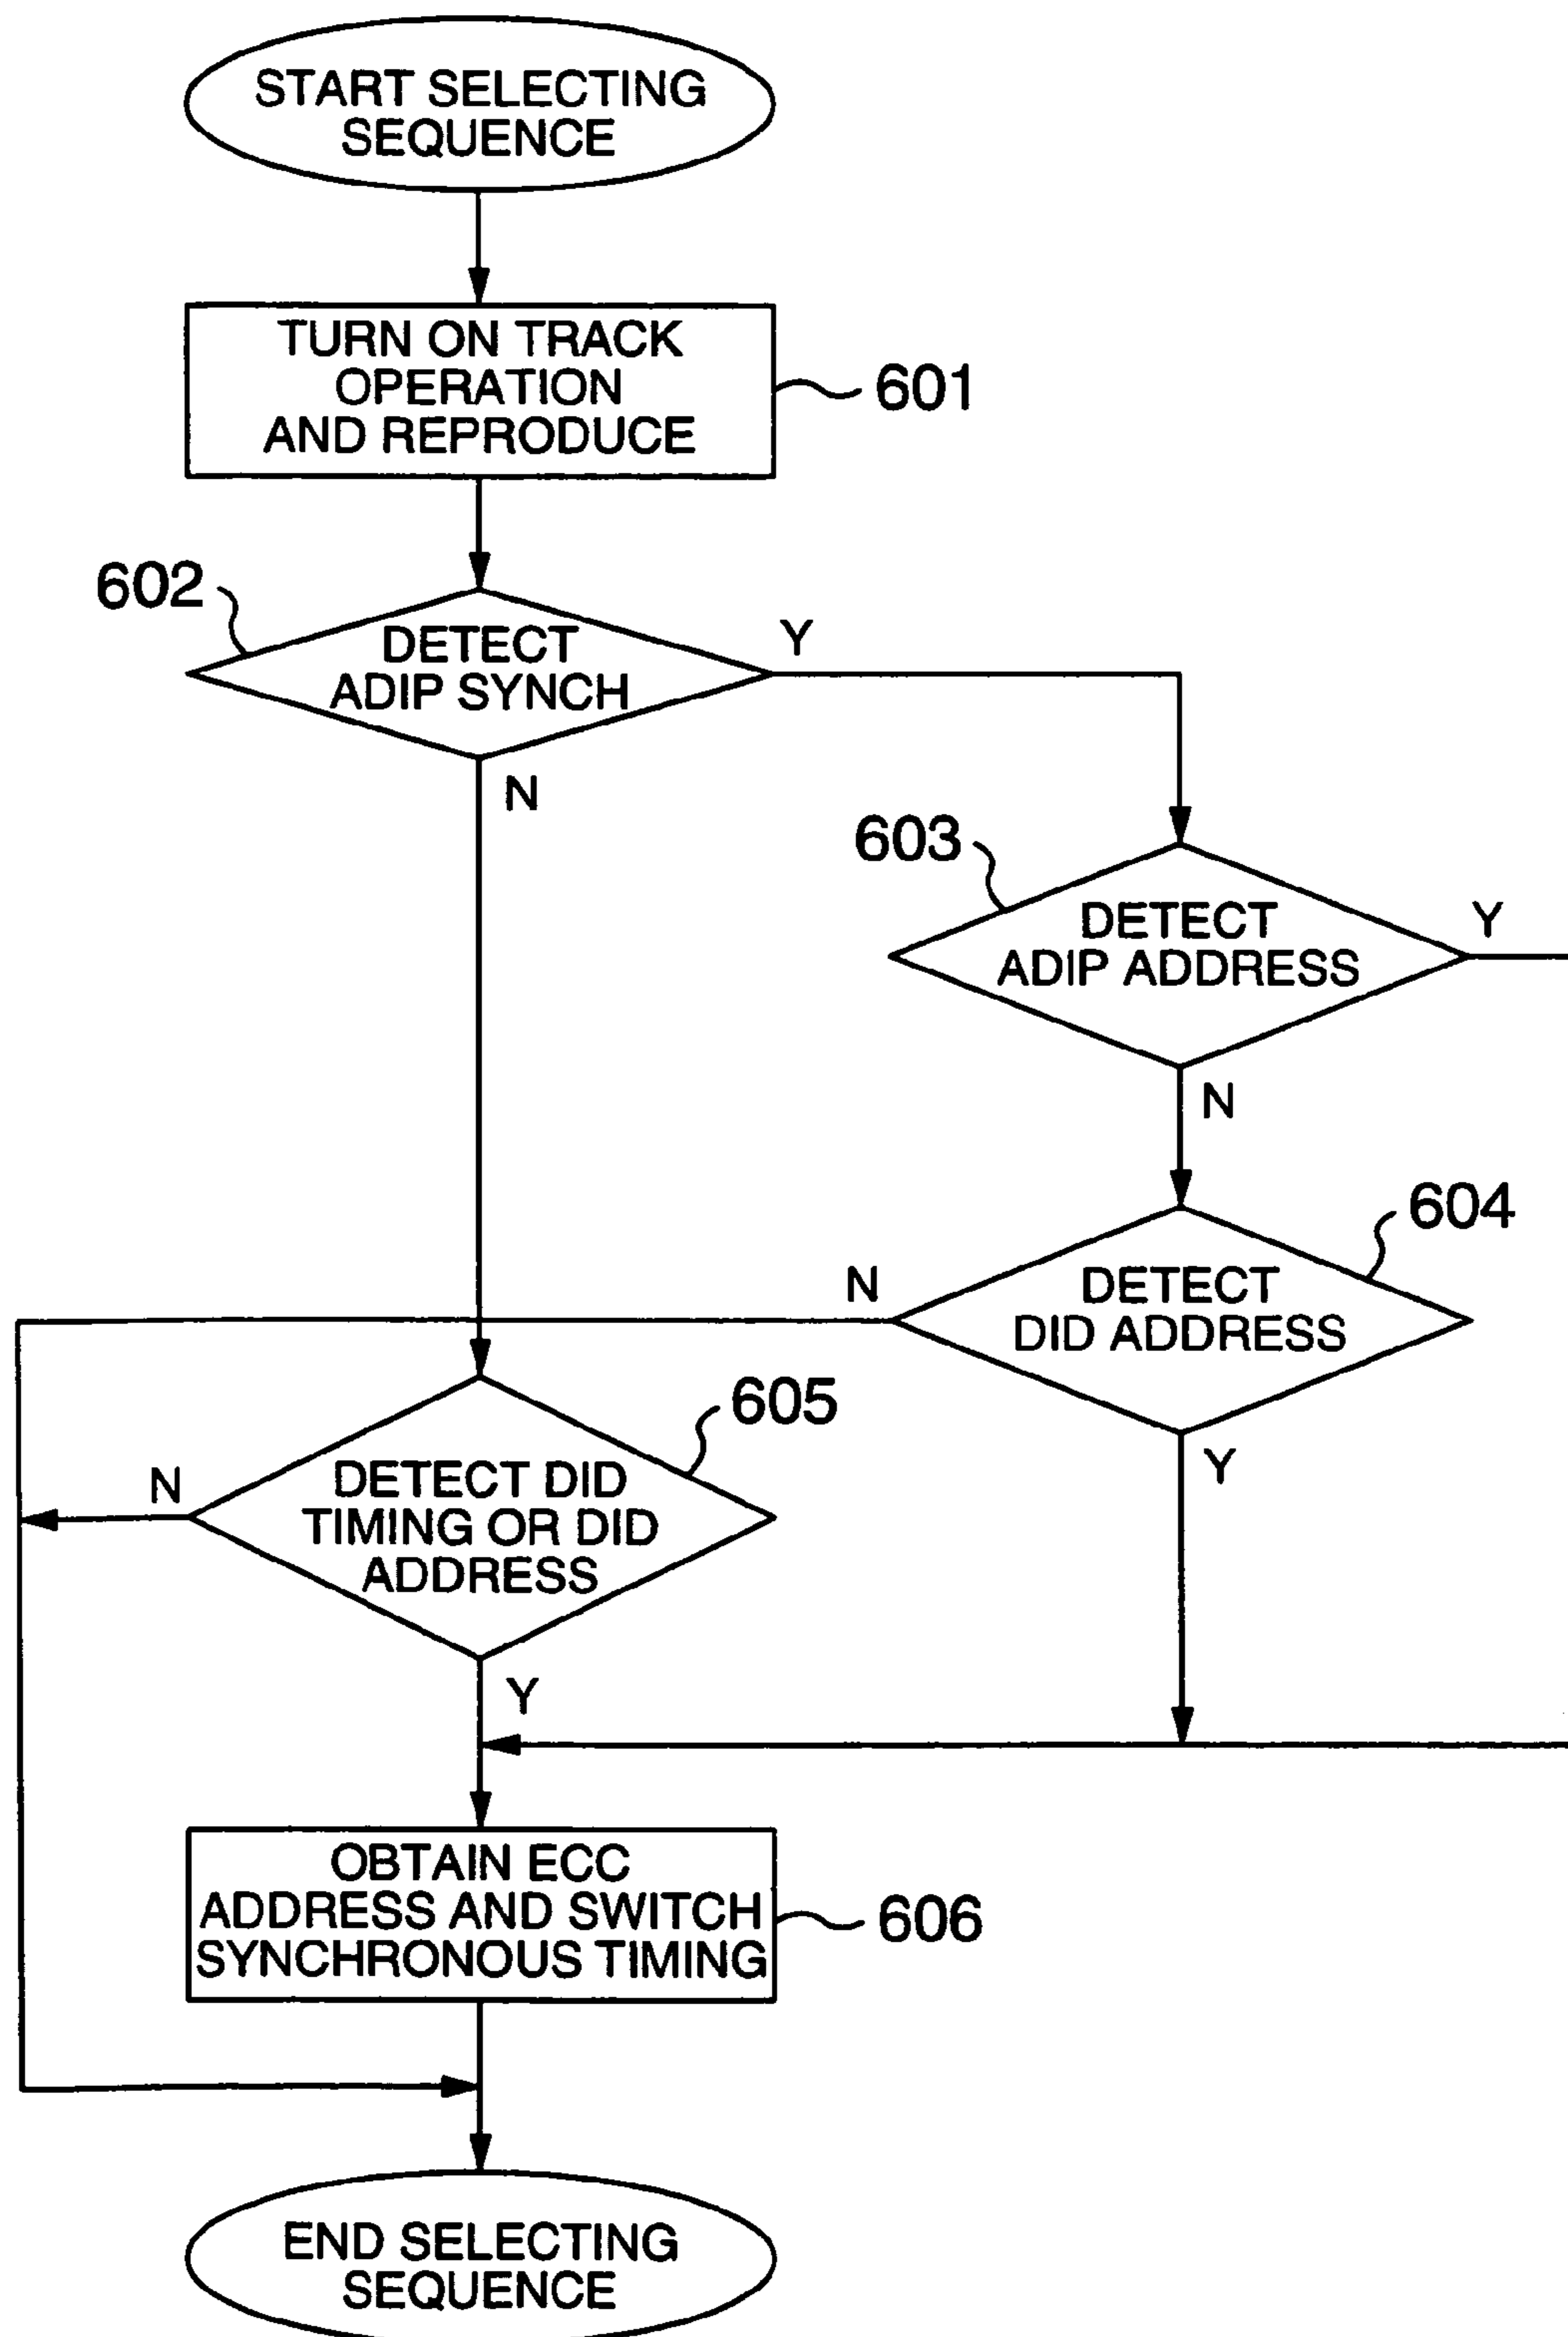 START SELECTING
SEQUENCE
TURN ON TRACK
OPERATION
AND REPRODUCE
601
602
DETECT
ADIP SYNCH
Y
N
603
DETECT
ADIP ADDRESS
Y
N
604
DETECT
DID ADDRESS
N
Y
605
DETECT DID
TIMING OR DID
ADDRESS
N
Y
OBTAIN ECC
ADDRESS AND SWITCH
SYNCHRONOUS TIMING
606
END SELECTING
SEQUENCE